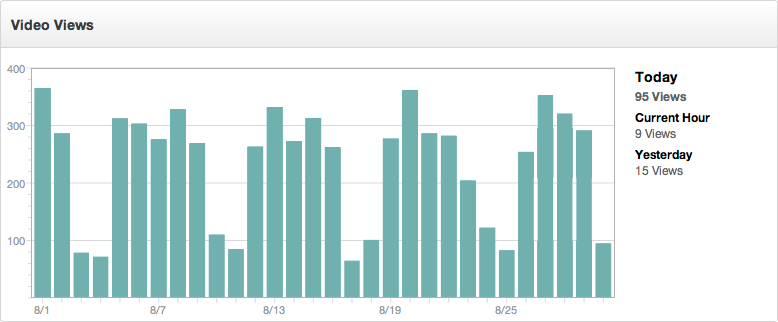 Video Views
400
300
200
100
8/1
8/7
8/13
8/19
8/25
Today
95 Views
Current Hour
9 Views
Yesterday
15 Views